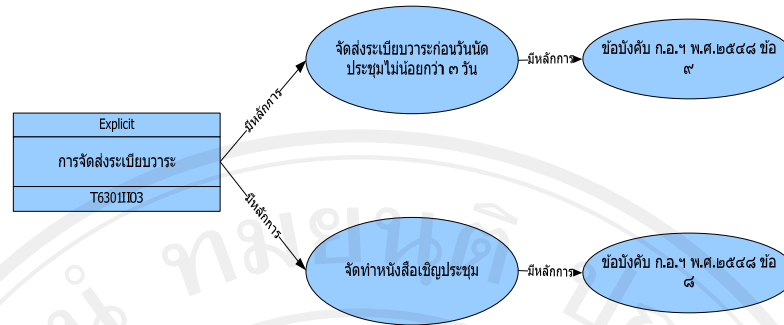 จัดส่งระเบียบวาระก่อนวันนัด
ประชุมไม่น้อยกว่า ๓ วัน
มีหลักการ
ข้อบังคับ ก.อ.ฯ พ.ศ.๒๕๔๘ ข้อ
๙
มีหลักการ
Explicit
การจัดส่งระเบียบวาระ
T6301II03
มีหลักการ
จัดทำหนังสือเชิญประชุม
มีหลักการ
ข้อบังคับ ก.อ.ฯ พ.ศ.๒๕๔๘ ข้อ
๘